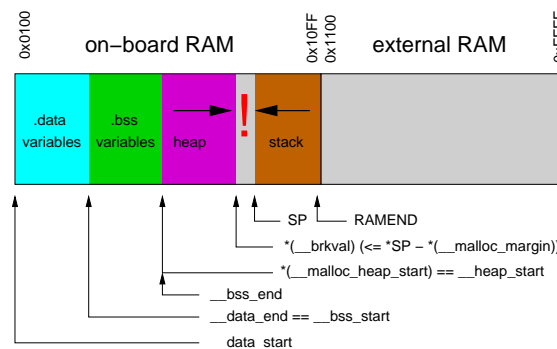 0x0100
on−board RAM
0x10FF
0x1100
external RAM
.data
variables
.bss
variables
heap
!
stack
SP
RAMEND
*(__brkval) (<= *SP − *(__malloc_margin))
*(__malloc_heap_start) == __heap_start
__bss_end
__data_end == __bss_start
data_start